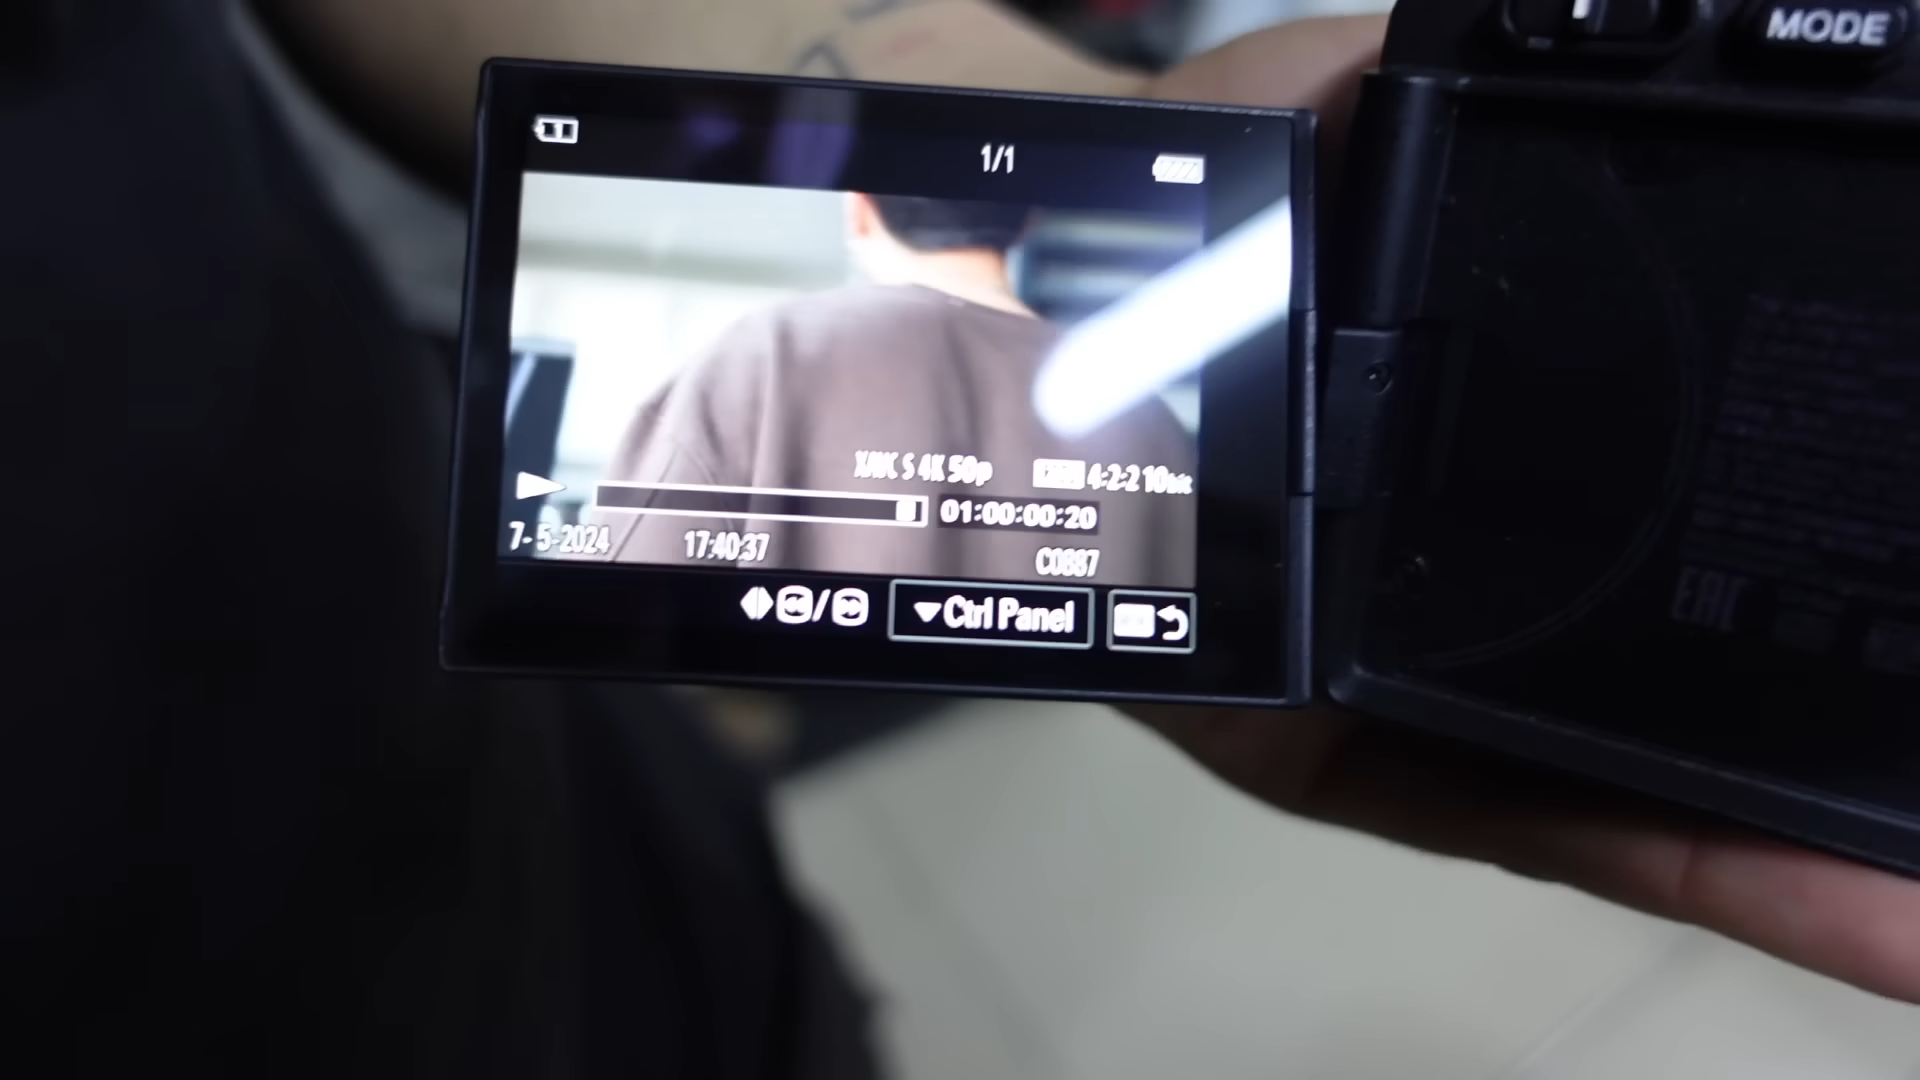 MODE
1/1
XAVC S 4K 50p 4:2:2 10BIT
01:00:00:20
7-5-2024 17:40:37 C0887
Ctrl Panel
EAC